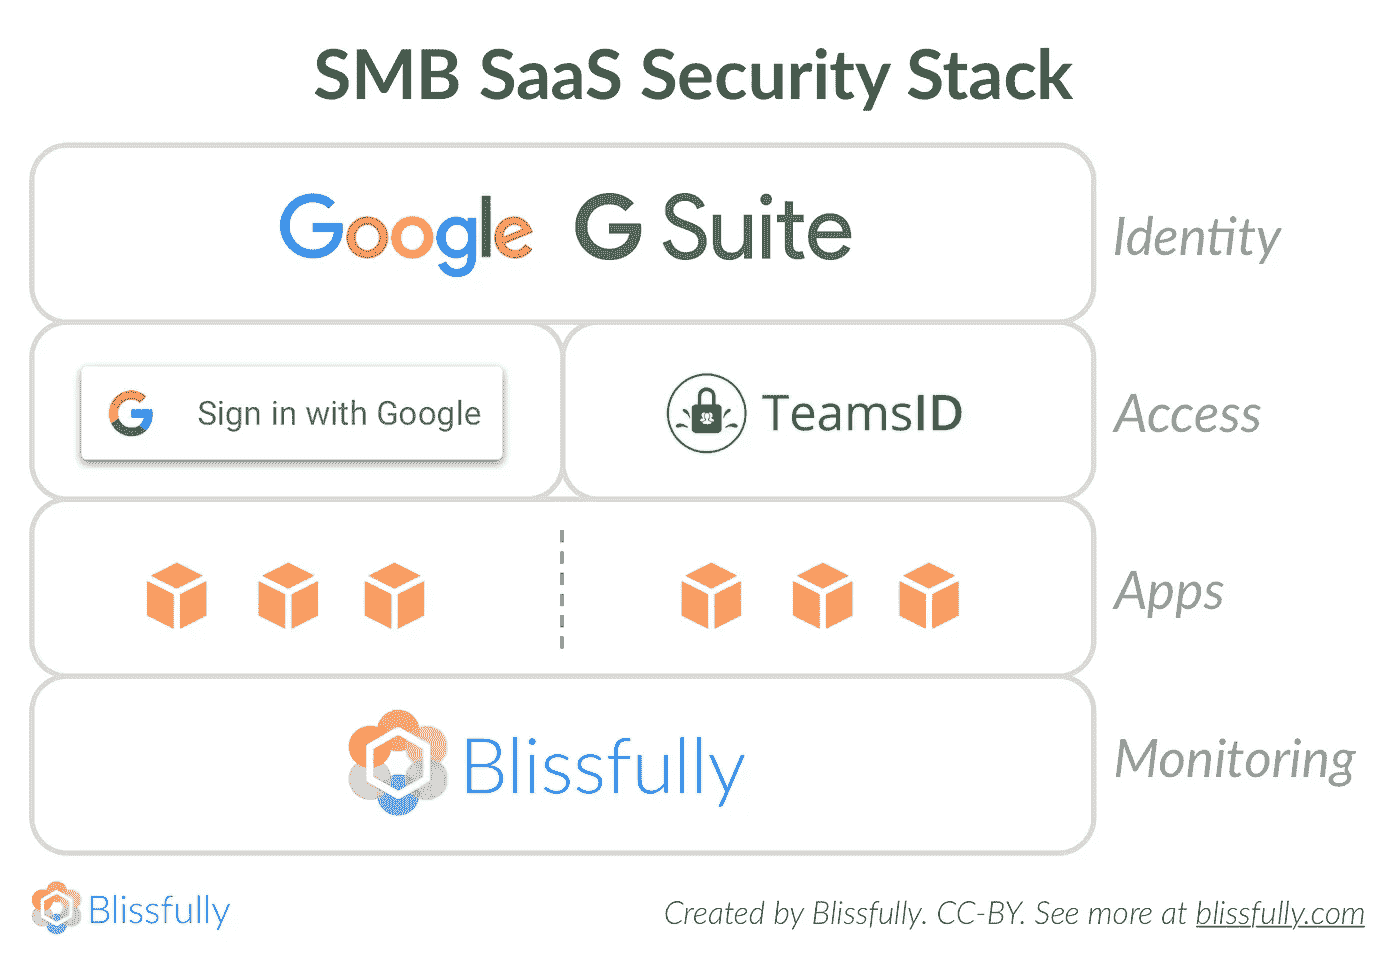 SMB SaaS Security Stack
Google G Suite
Identity
Sign in with Google
TeamsID
Access
Apps
Blissfully
Monitoring
Blissfully
Created by Blissfully. CC-BY. See more at blissfully.com